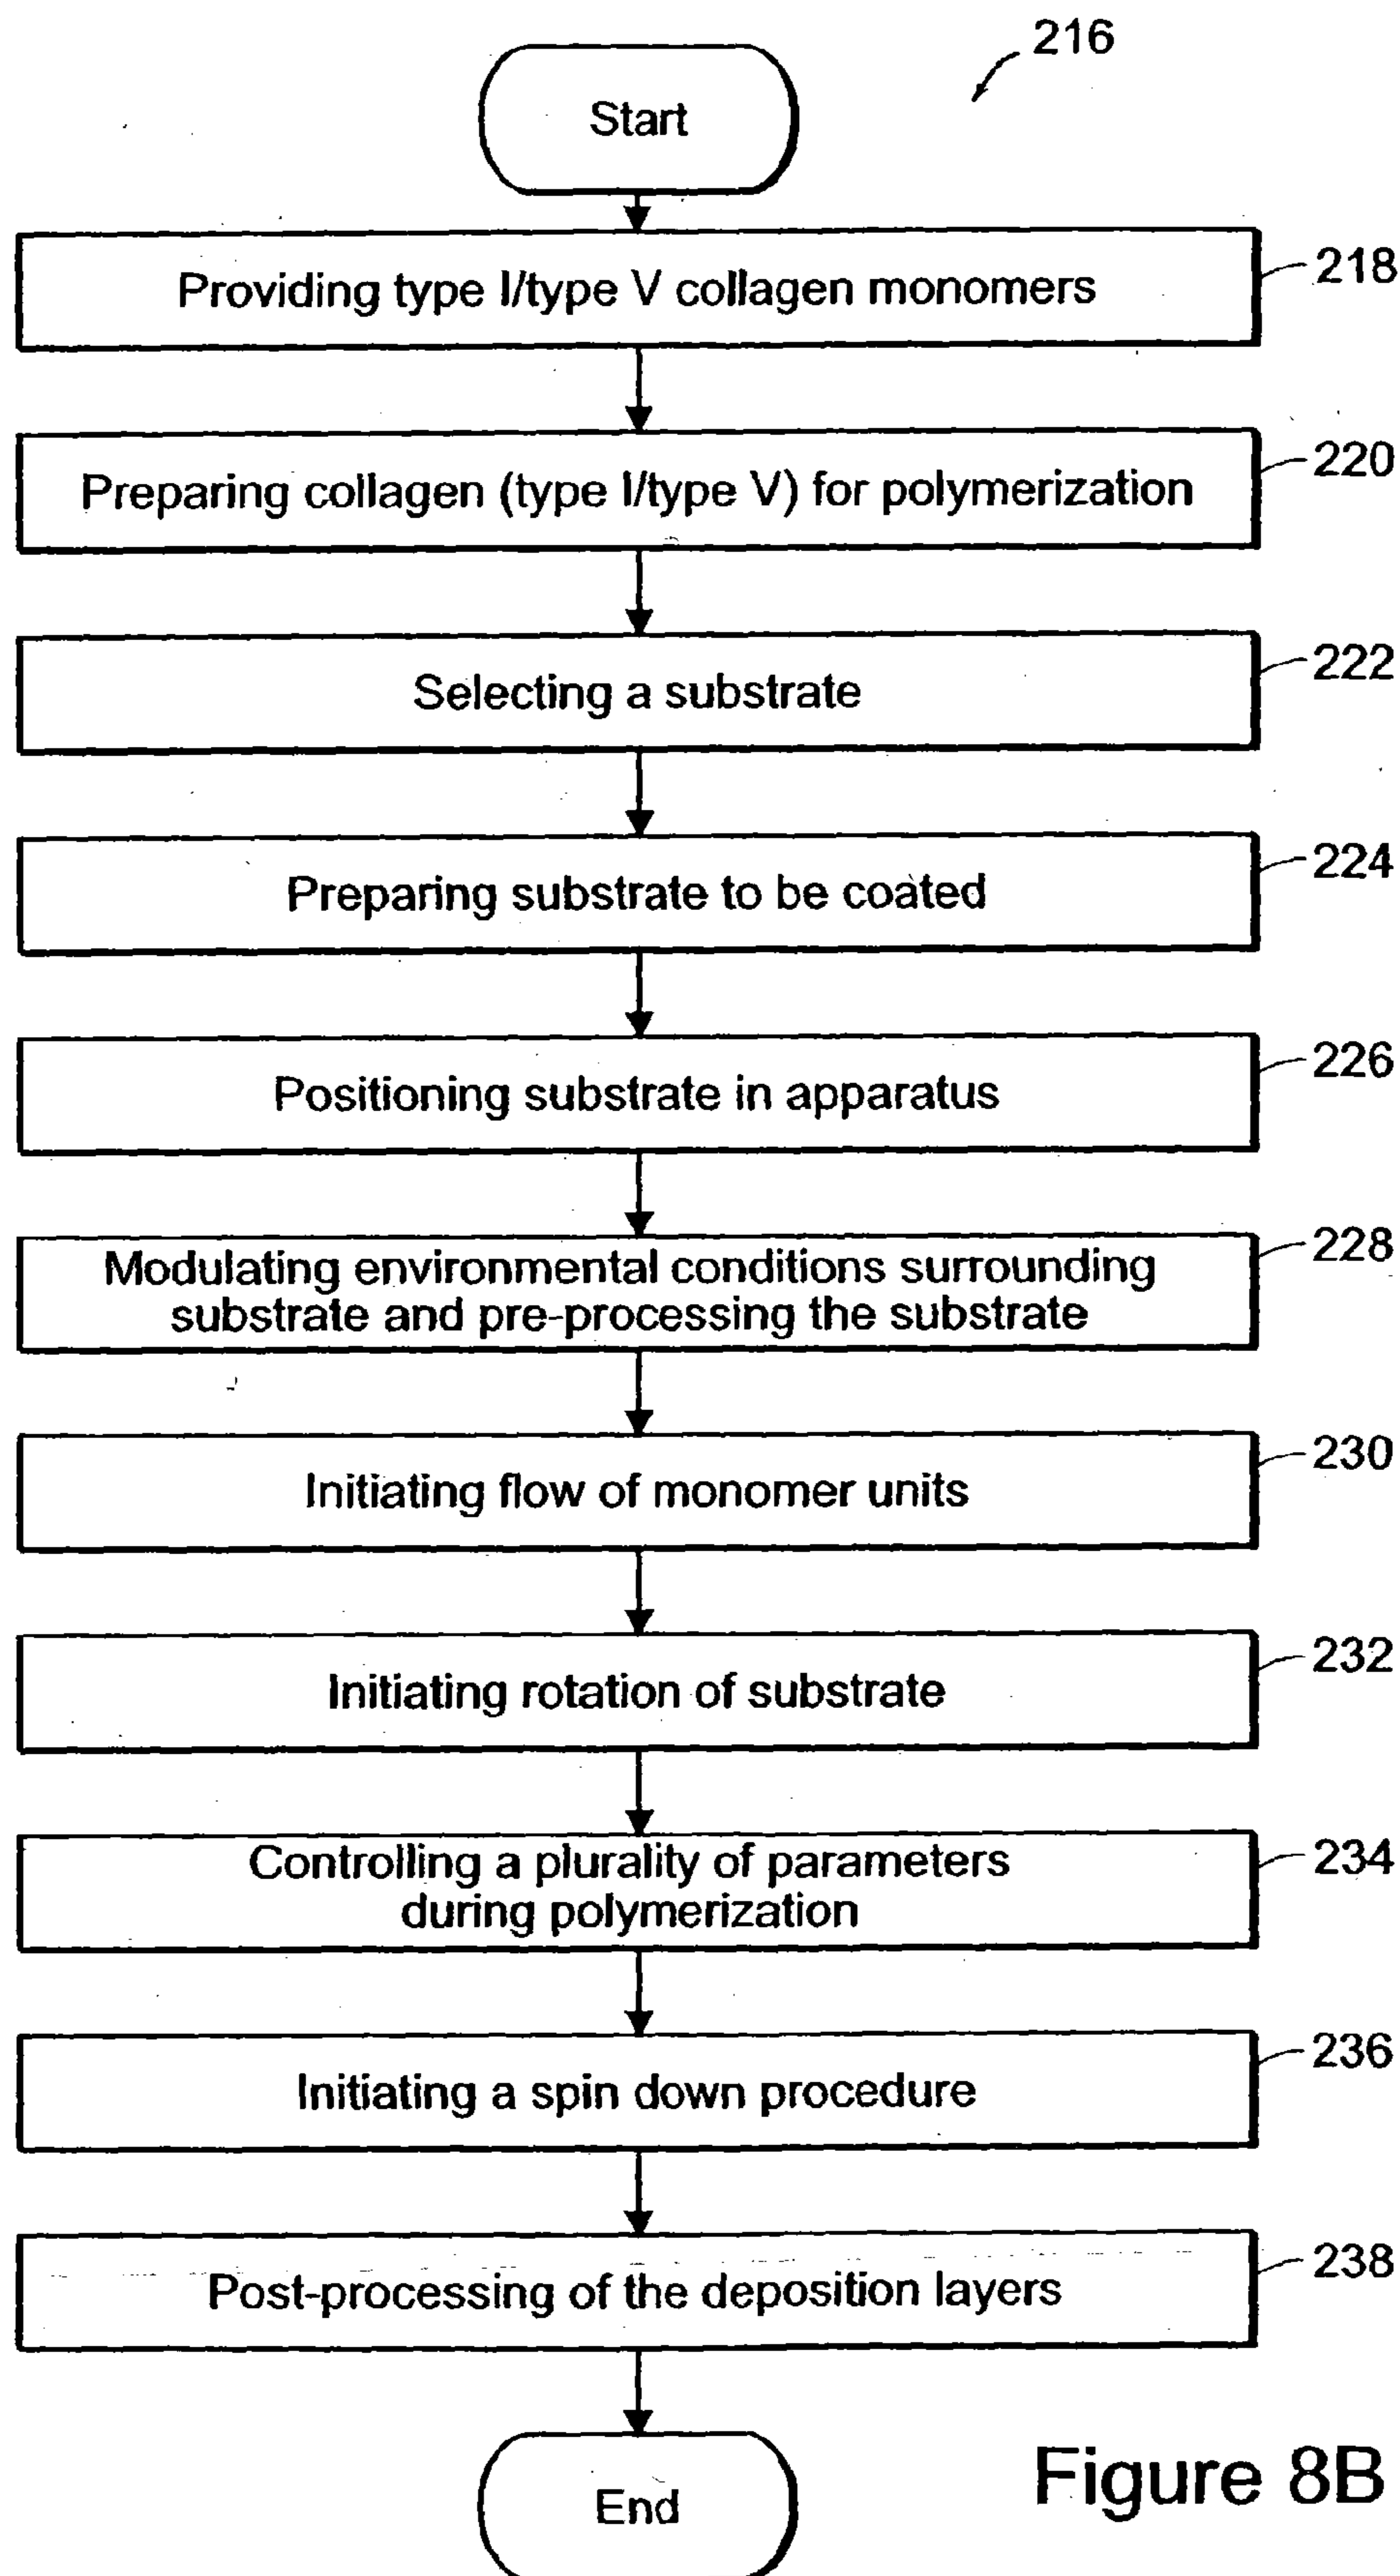 216
Start
Providing type I/type V collagen monomers
218
Preparing collagen (type I/type V) for polymerization
220
Selecting a substrate
222
Preparing substrate to be coated
224
Positioning substrate in apparatus
226
Modulating environmental conditions surrounding
substrate and pre-processing the substrate
228
Initiating flow of monomer units
230
Initiating rotation of substrate
232
Controlling a plurality of parameters
during polymerization
234
Initiating a spin down procedure
236
Post-processing of the deposition layers
238
End
Figure 8B